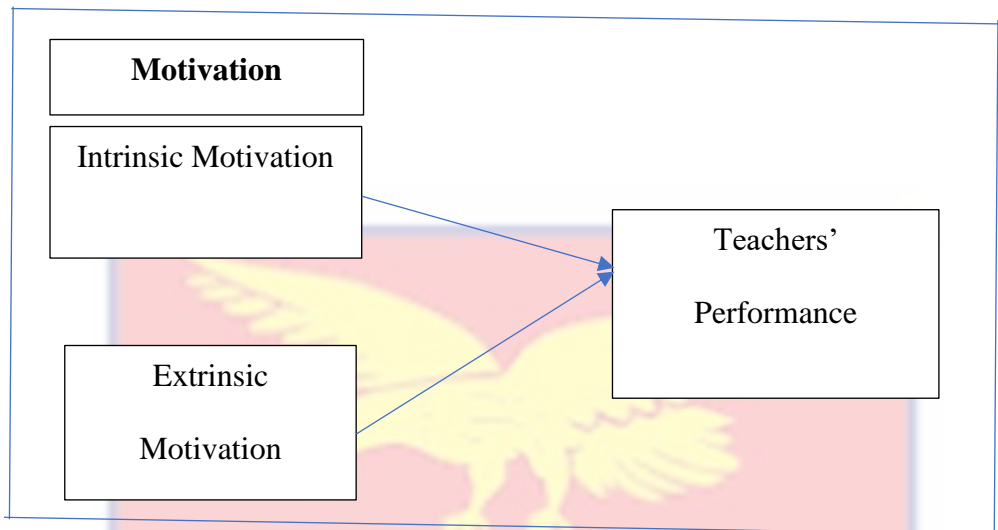 Motivation
Intrinsic Motivation
Teachers’
Performance
Extrinsic
Motivation